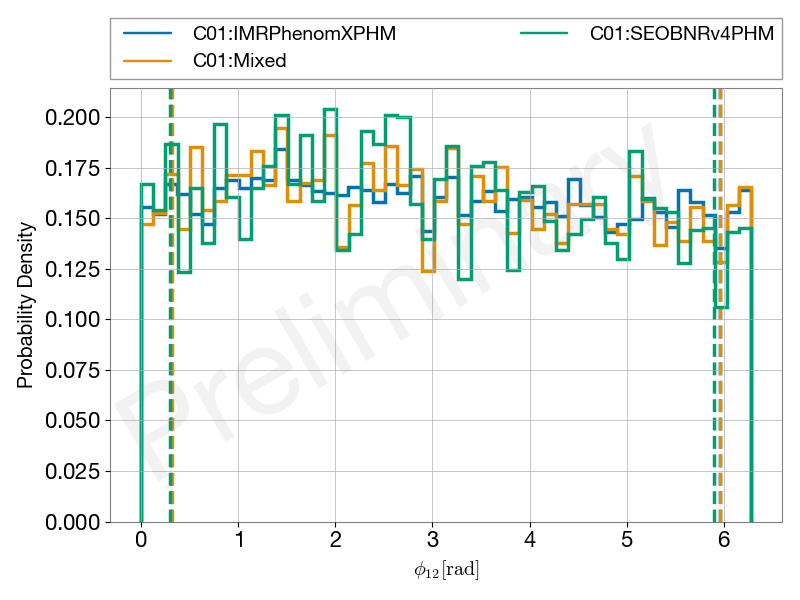 C01:IMRPhenomXPHM
C01:SEOBNRv4PHM
C01:Mixed
Probability Density
0.200
0.175
0.150
0.125
0.100
0.075
0.050
0.025
0.000
Preliminary
0 1 2 3 4 5 6
ϕ₁₂[rad]